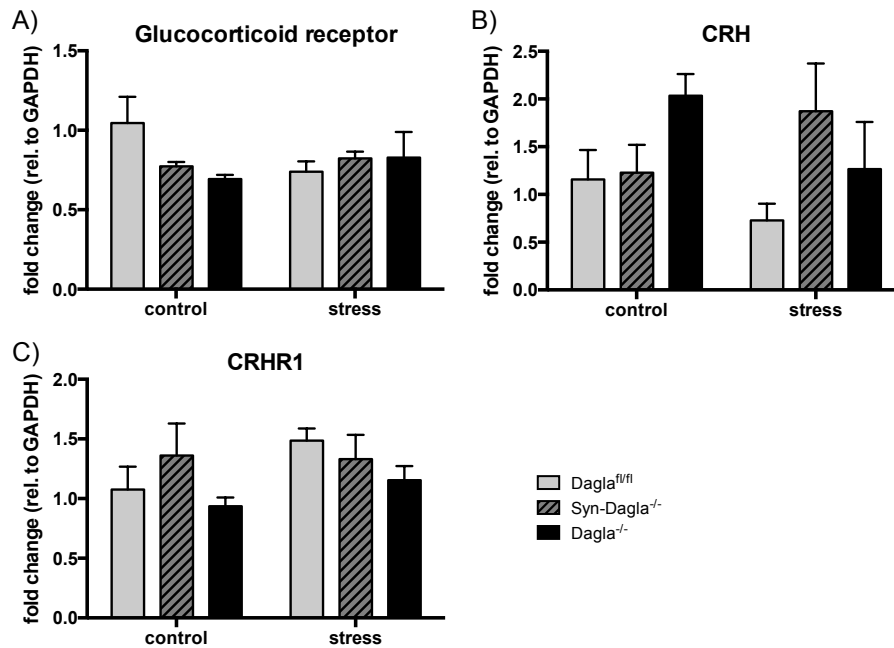 A)
Glucocorticoid receptor
fold change (rel. to GAPDH)
1.5
1.0
0.5
0.0
control stress
B)
CRH
fold change (rel. to GAPDH)
2.5
2.0
1.5
1.0
0.5
0.0
control stress
C)
CRHR1
fold change (rel. to GAPDH)
2.0
1.5
1.0
0.5
0.0
control stress
Dagla^fl/fl
Syn-Dagla^-/-
Dagla^-/-